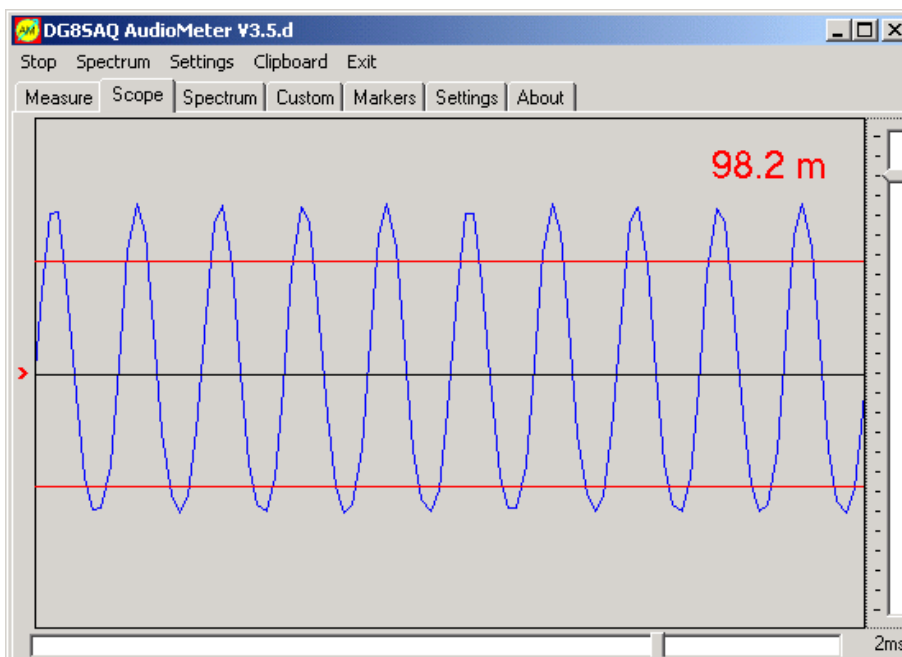 AM DG8SAQ AudioMeter V3.5.d
Stop Spectrum Settings Clipboard Exit
Measure Scope Spectrum Custom Markers Settings About
98.2 m
>
2ms